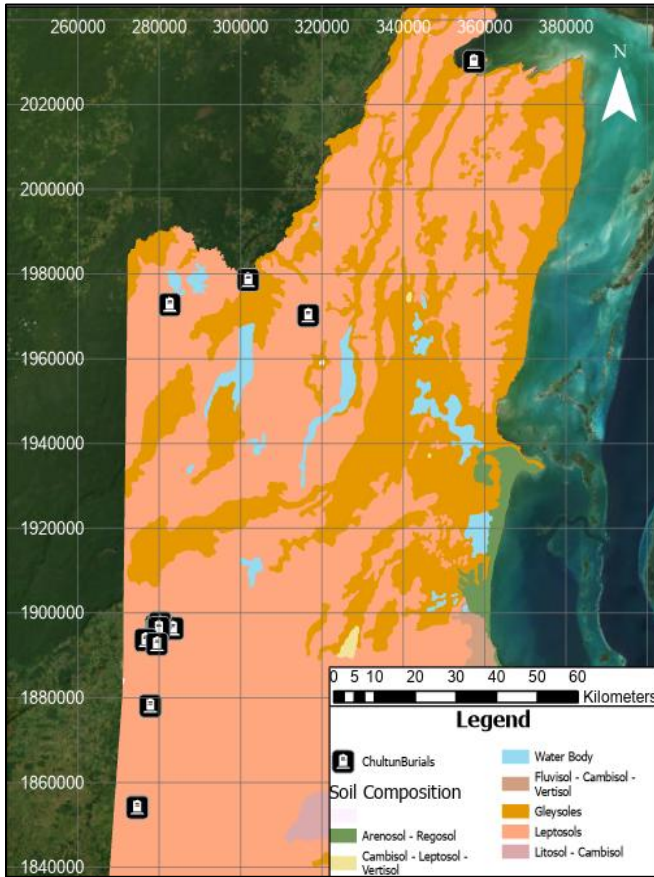 260000 280000 300000 320000 340000 360000 380000
N
2020000
2000000
1980000
1960000
1940000
1920000
1900000
1880000
1860000
1840000
0 5 10 20 30 40 50 60
Kilometers
Legend
ChultunBurials
Soil Composition
Arenosol - Regosol
Cambisol - Leptosol -
Vertisol
Water Body
Fluvisol - Cambisol -
Vertisol
Gleysoles
Leptosols
Litosol - Cambisol